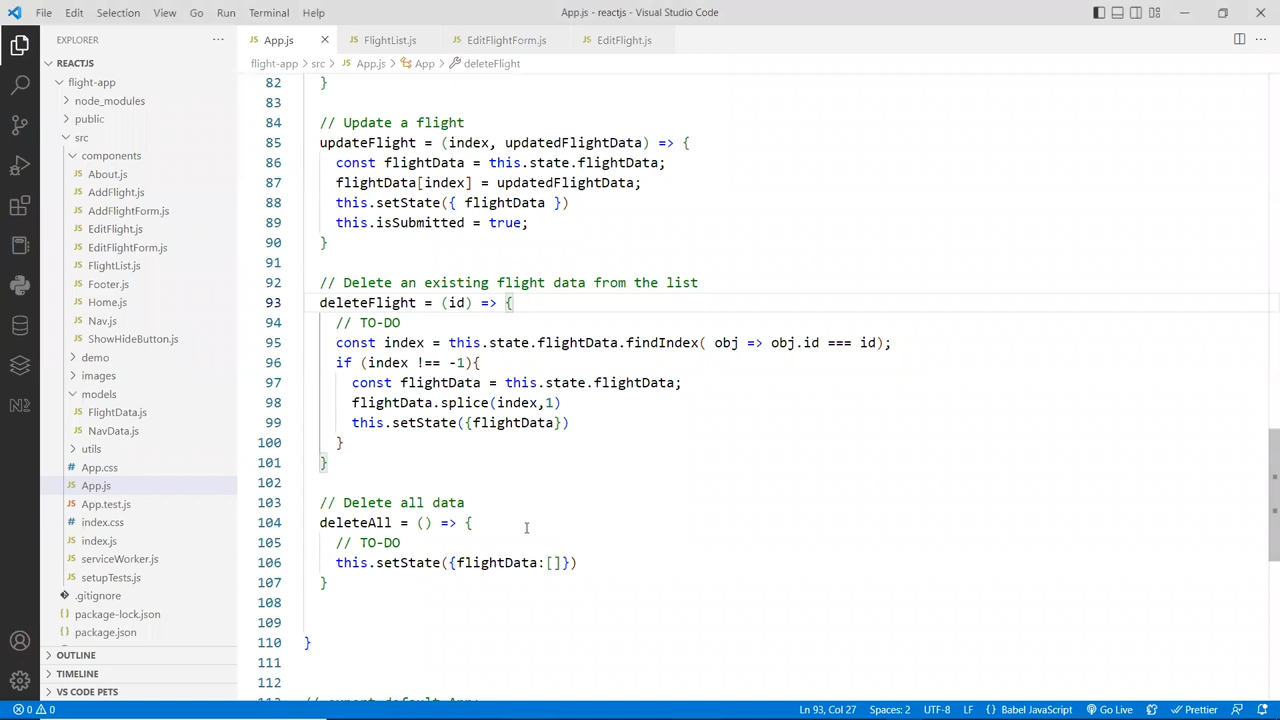 File Edit Selection View Go Run Terminal Help
App.js - reactjs - Visual Studio Code
EXPLORER
REACTJS
flight-app
node_modules
public
src
components
About.js
AddFlight.js
AddFlightForm.js
EditFlight.js
EditFlightForm.js
FlightList.js
Footer.js
Home.js
Nav.js
ShowHideButton.js
demo
images
models
FlightData.js
NavData.js
utils
App.css
App.js
App.test.js
index.css
index.js
serviceWorker.js
setupTests.js
.gitignore
package-lock.json
package.json
OUTLINE
TIMELINE
VS CODE PETS
App.js FlightList.js EditFlightForm.js EditFlight.js
flight-app > src > App.js > App > deleteFlight
82 }
83
84 // Update a flight
85 updateFlight = (index, updatedFlightData) => {
86 const flightData = this.state.flightData;
87 flightData[index] = updatedFlightData;
88 this.setState({ flightData })
89 this.isSubmitted = true;
90 }
91
92 // Delete an existing flight data from the list
93 deleteFlight = (id) => {
94 // TO-DO
95 const index = this.state.flightData.findIndex( obj => obj.id === id);
96 if (index !== -1){
97 const flightData = this.state.flightData;
98 flightData.splice(index,1)
99 this.setState({flightData})
100 }
101 }
102
103 // Delete all data
104 deleteAll = () => {
105 // TO-DO
106 this.setState({flightData:[]})
107 }
108
109
110 }
111
112
0 0 Ln 93, Col 27 Spaces: 2 UTF-8 LF {} Babel JavaScript Go Live Prettier